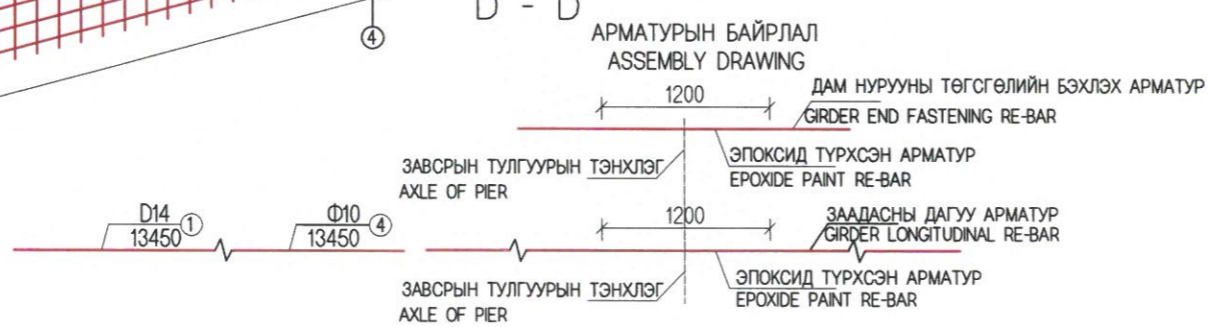 D - D
4
АРМАТУРЫН БАЙРЛАЛ
ASSEMBLY DRAWING
1200
ДАМ НУРУУНЫ ТӨГСГӨЛИЙН БЭХЛЭХ АРМАТУР
GIRDER END FASTENING RE-BAR
ЗАВСРЫН ТУЛГУУРЫН ТЭНХЛЭГ
AXLE OF PIER
ЭПОКСИД ТҮРХСЭН АРМАТУР
EPOXIDE PAINT RE-BAR
D14
13450
1
Ф10
13450
4
1200
ЗААДАСНЫ ДАГУУ АРМАТУР
GIRDER LONGITUDINAL RE-BAR
ЗАВСРЫН ТУЛГУУРЫН ТЭНХЛЭГ
AXLE OF PIER
ЭПОКСИД ТҮРХСЭН АРМАТУР
EPOXIDE PAINT RE-BAR